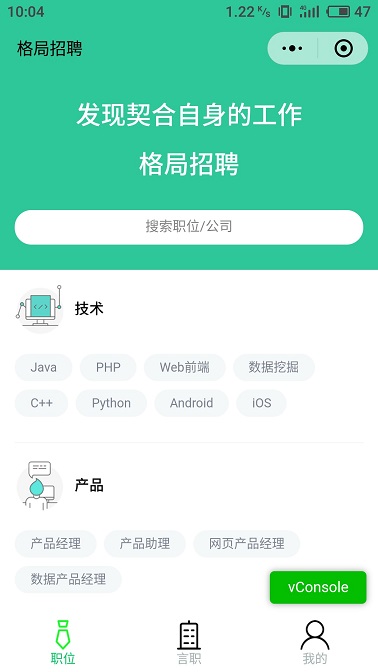 10:04 1.22 K/s 4G 47
格局招聘
发现契合自身的工作
格局招聘
搜索职位/公司
技术
Java PHP Web前端 数据挖掘
C++ Python Android iOS
产品
产品经理 产品助理 网页产品经理
数据产品经理
vConsole
职位 言职 我的